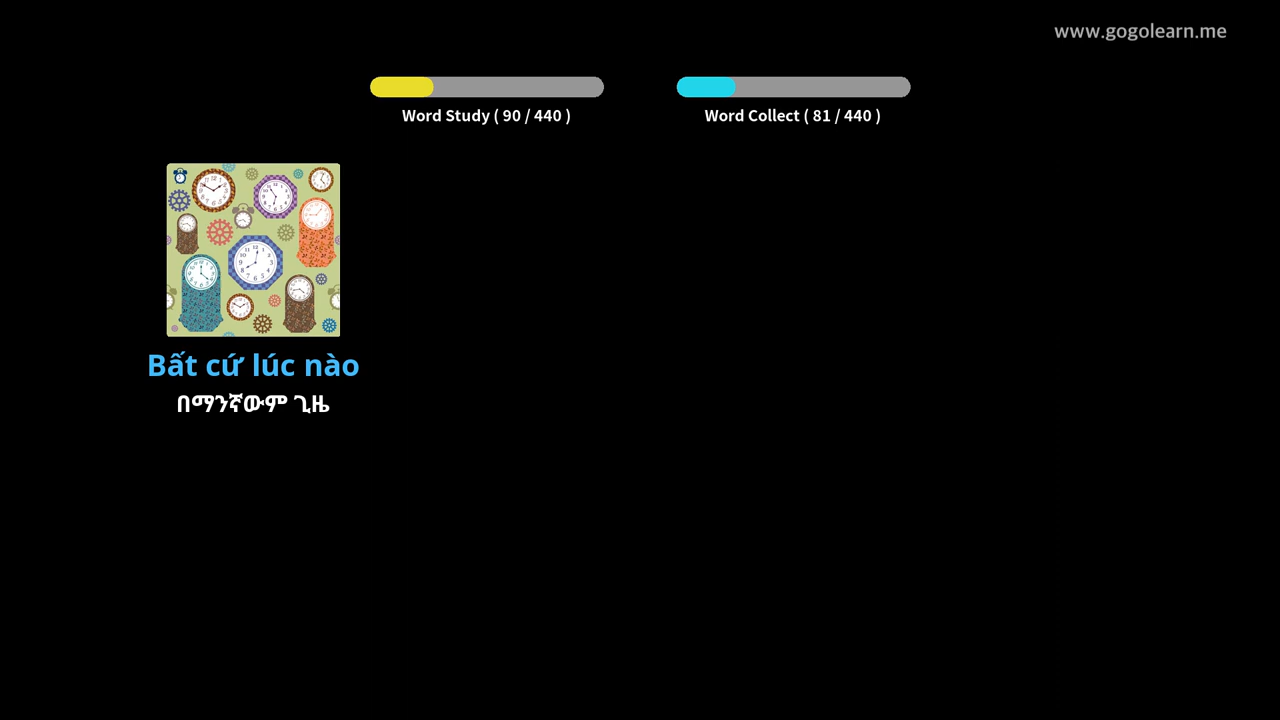 www.gogolearn.me
Word Study ( 90 / 440 )
Word Collect ( 81 / 440 )
Bất cứ lúc nào
በማንኛውም ጊዜ